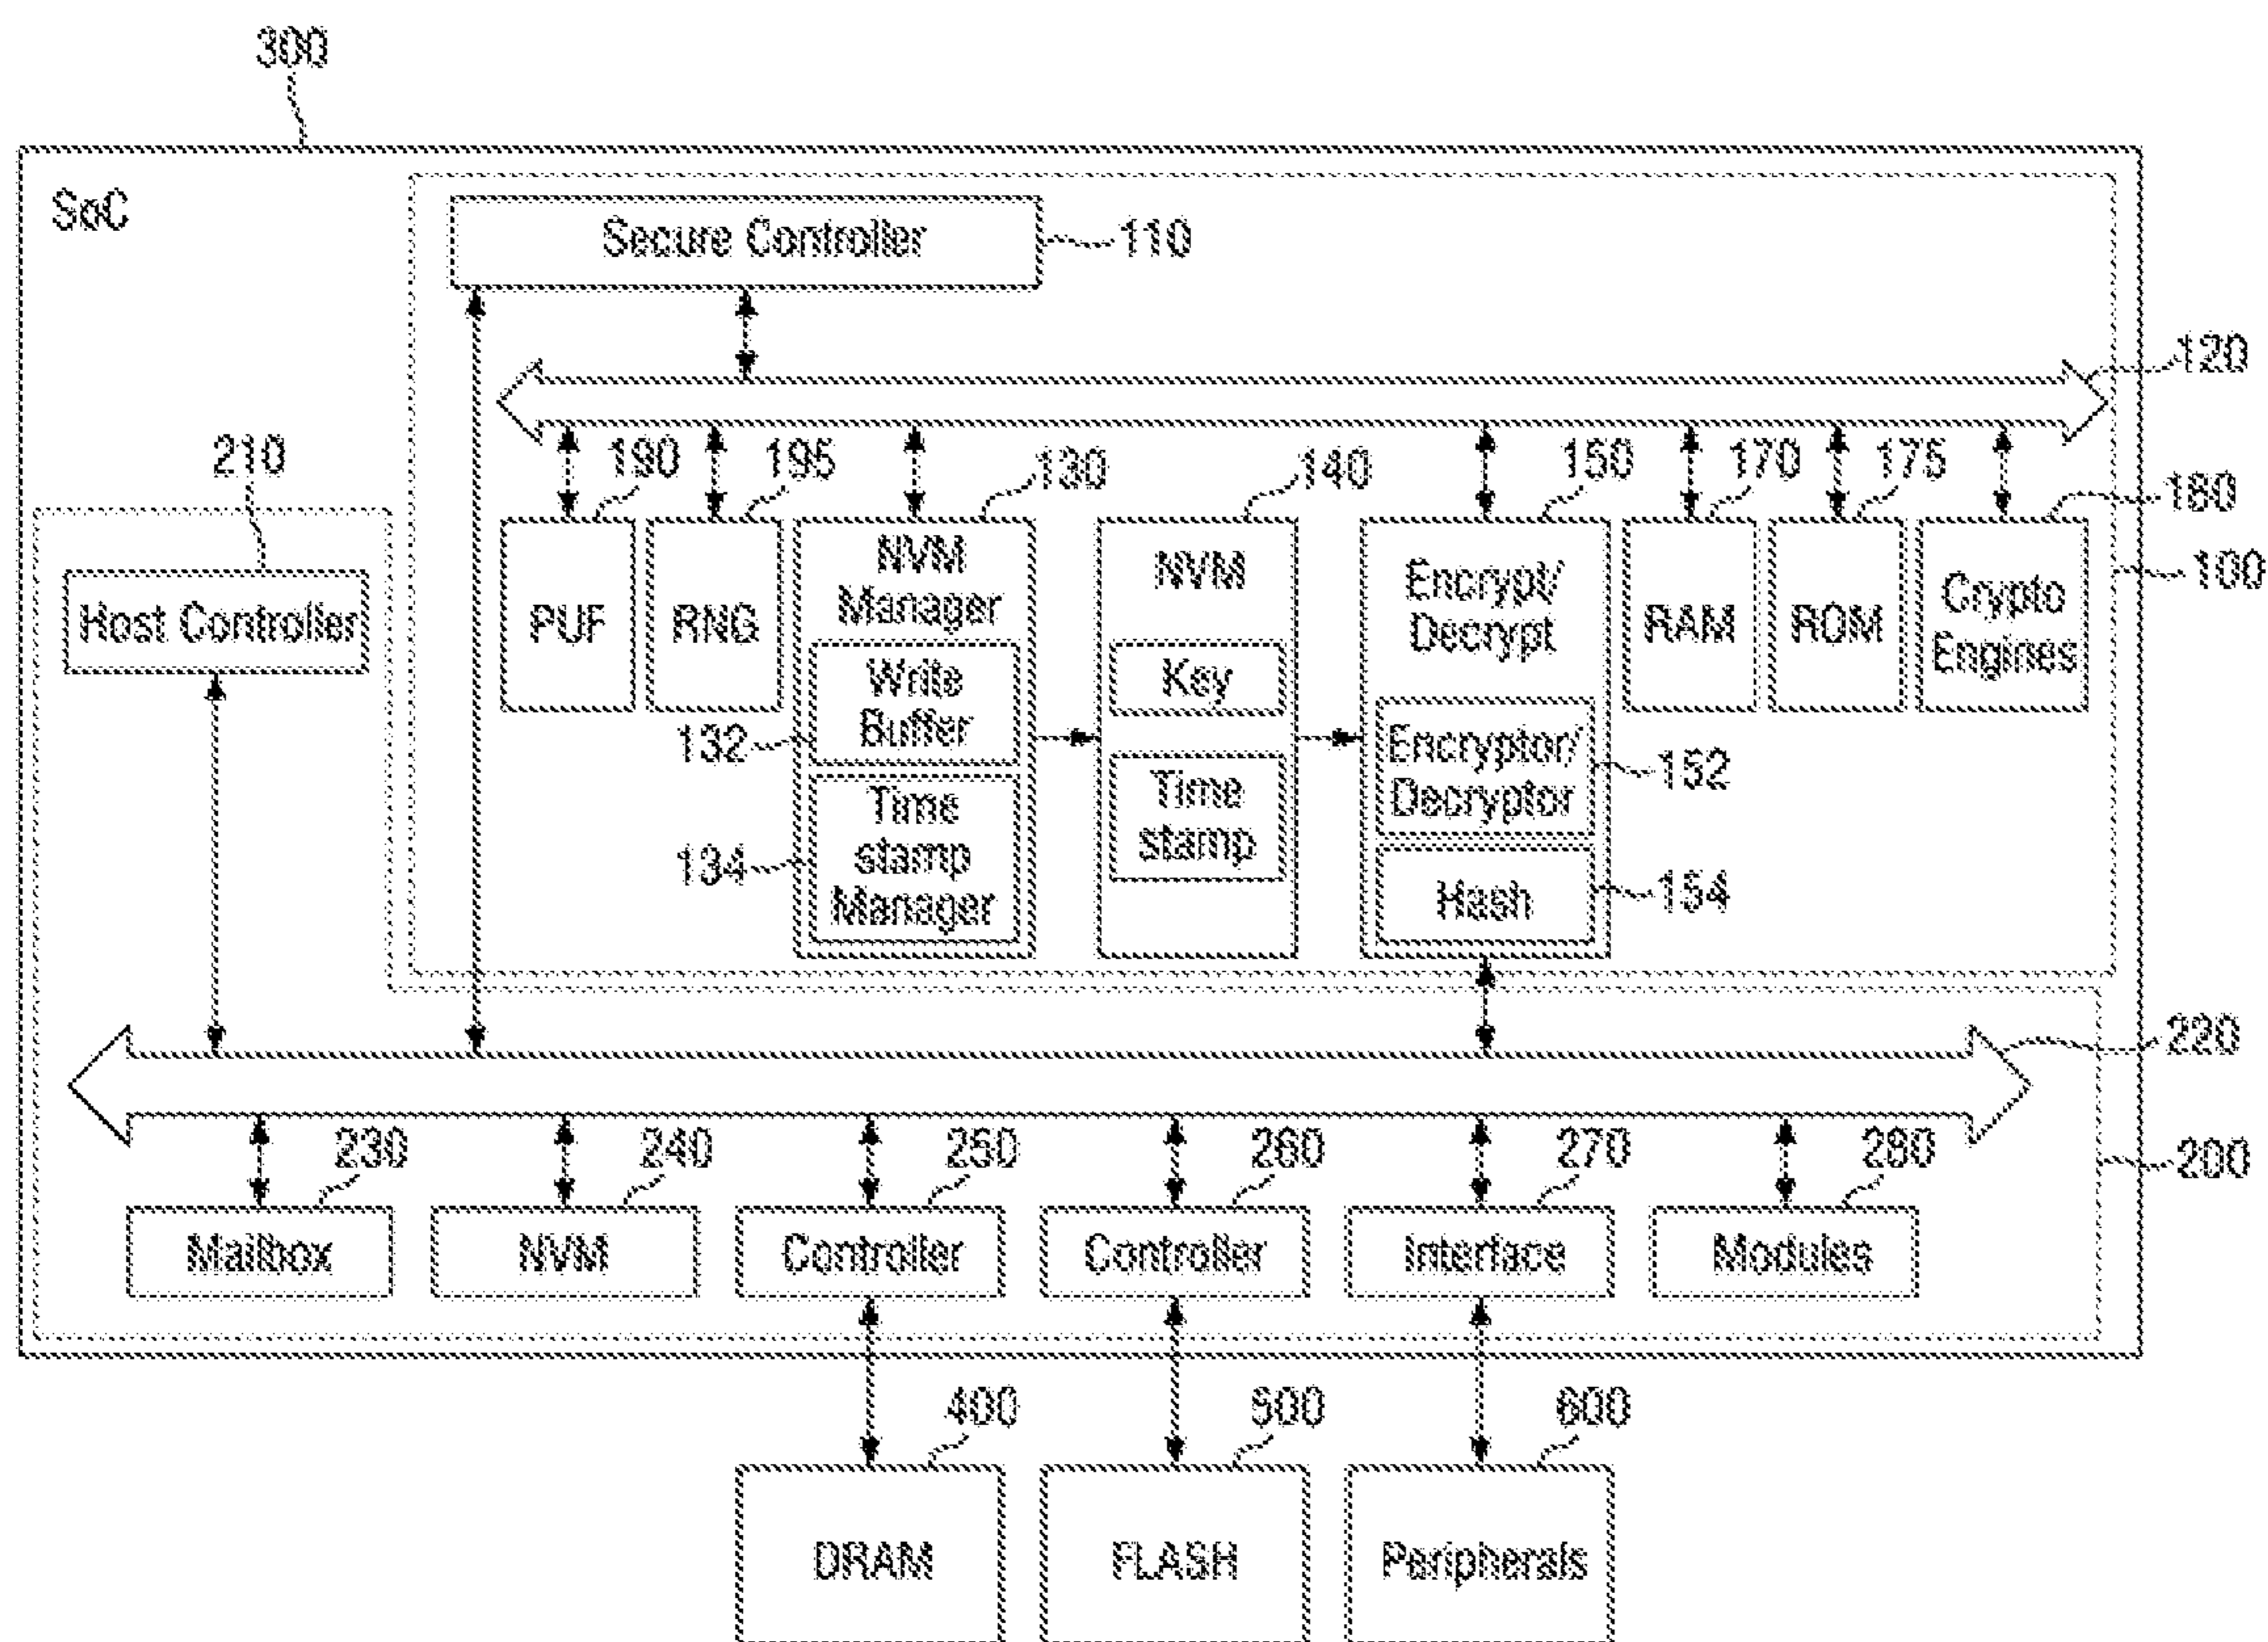 300
SoC
Secure Controller
110
120
210
190
195
130
140
150
170
175
180
100
Host Controller
PUF
RNG
NVM
Manager
Write
Buffer
132
Time
stamp
Manager
134
NVM
Key
Time
stamp
Encrypt/
Decrypt
Encryptor/
Decryptor
152
Hash
154
RAM
ROM
Crypto
Engines
220
230
240
250
260
270
280
200
Mailbox
NVM
Controller
Controller
Interface
Modules
400
500
600
DRAM
FLASH
Peripherals